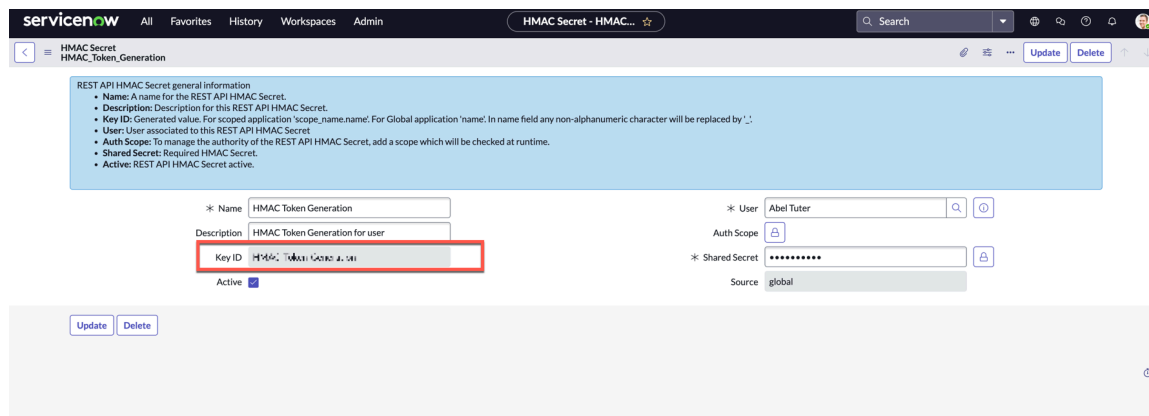 servicenow All Favorites History Workspaces Admin HMAC Secret - HMAC... Search
HMAC Secret
HMAC_Token_Generation
Update Delete
REST API HMAC Secret general information
• Name: A name for the REST API HMAC Secret.
• Description: Description for this REST API HMAC Secret.
• Key ID: Generated value. For scoped application 'scope_name.name'. For Global application 'name'. In name field any non-alphanumeric character will be replaced by '_'.
• User: User associated to this REST API HMAC Secret
• Auth Scope: To manage the authority of the REST API HMAC Secret, add a scope which will be checked at runtime.
• Shared Secret: Required HMAC Secret.
• Active: REST API HMAC Secret active.
Name HMAC Token Generation User Abel Tuter
Description HMAC Token Generation for user Auth Scope
Key ID Shared Secret ••••••••••
Active Source global
Update Delete